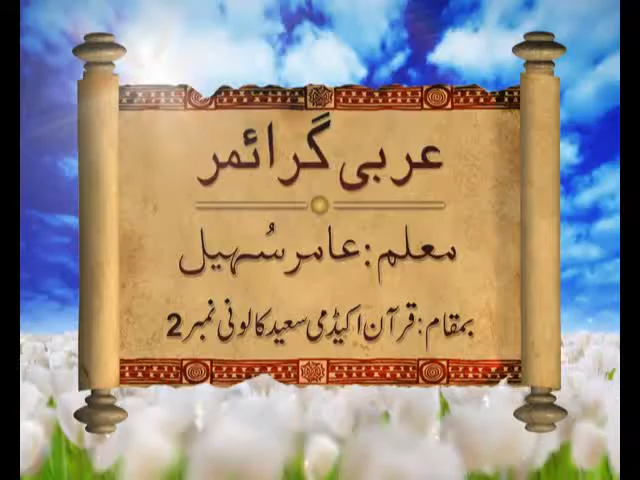 عربی گرائمر
معلم: عامر سُہیل
بمقام: قرآن اکیڈمی سعید کالونی نمبر 2